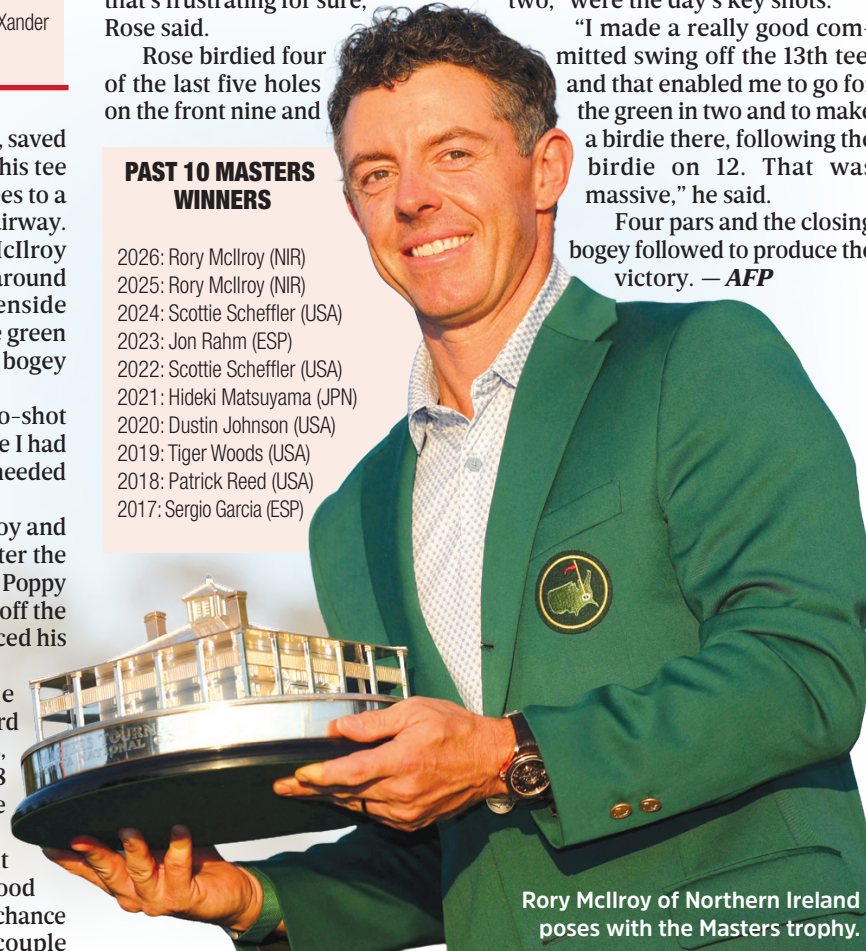 Xander
, saved
his tee
ees to a
irway.
McIlroy
around
enside
e green
bogey
o-shot
e I had
needed
oy and
ter the
Poppy
off the
ced his
e
rd
,
8
e
t
ood
chance
couple
that's frustrating for sure,"
Rose said.
Rose birdied four
of the last five holes
on the front nine and
PAST 10 MASTERS
WINNERS
2026: Rory McIlroy (NIR)
2025: Rory McIlroy (NIR)
2024: Scottie Scheffler (USA)
2023: Jon Rahm (ESP)
2022: Scottie Scheffler (USA)
2021: Hideki Matsuyama (JPN)
2020: Dustin Johnson (USA)
2019: Tiger Woods (USA)
2018: Patrick Reed (USA)
2017: Sergio Garcia (ESP)
two," were the day's key shots.
"I made a really good com-
mitted swing off the 13th tee
and that enabled me to go for
the green in two and to make
a birdie there, following the
birdie on 12. That was
massive," he said.
Four pars and the closing
bogey followed to produce the
victory. — AFP
Rory McIlroy of Northern Ireland
poses with the Masters trophy.